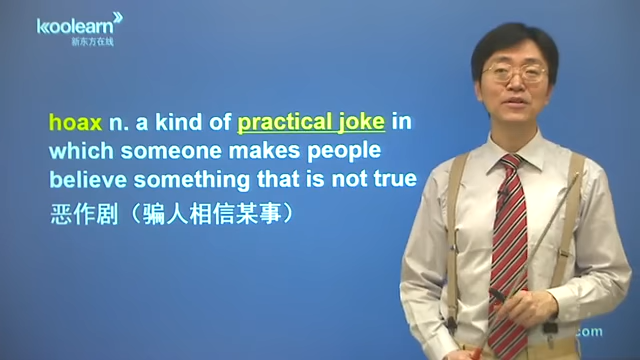 koolearn
新东方在线
hoax n. a kind of practical joke in
which someone makes people
believe something that is not true
恶作剧（骗人相信某事）
.com